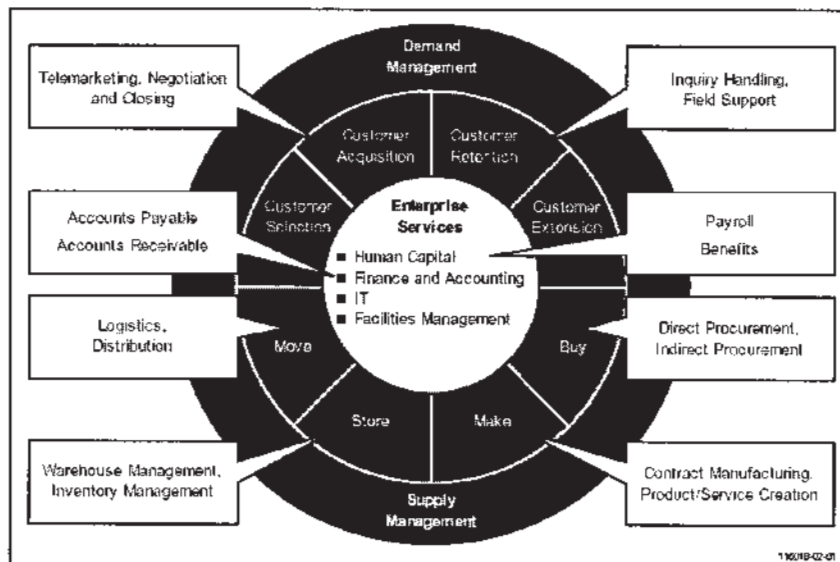 Demand
Management
Telemarketing, Negotiation
and Closing
Inquiry Handling,
Field Support
Customer
Acquisition
Customer
Retention
Customer
Selection
Customer
Extension
Accounts Payable
Accounts Receivable
Enterprise
Services
■ Human Capital
■ Finance and Accounting
■ IT
■ Facilities Management
Payroll
Benefits
Logistics,
Distribution
Move
Buy
Direct Procurement,
Indirect Procurement
Store
Make
Warehouse Management,
Inventory Management
Contract Manufacturing,
Product/Service Creation
Supply
Management